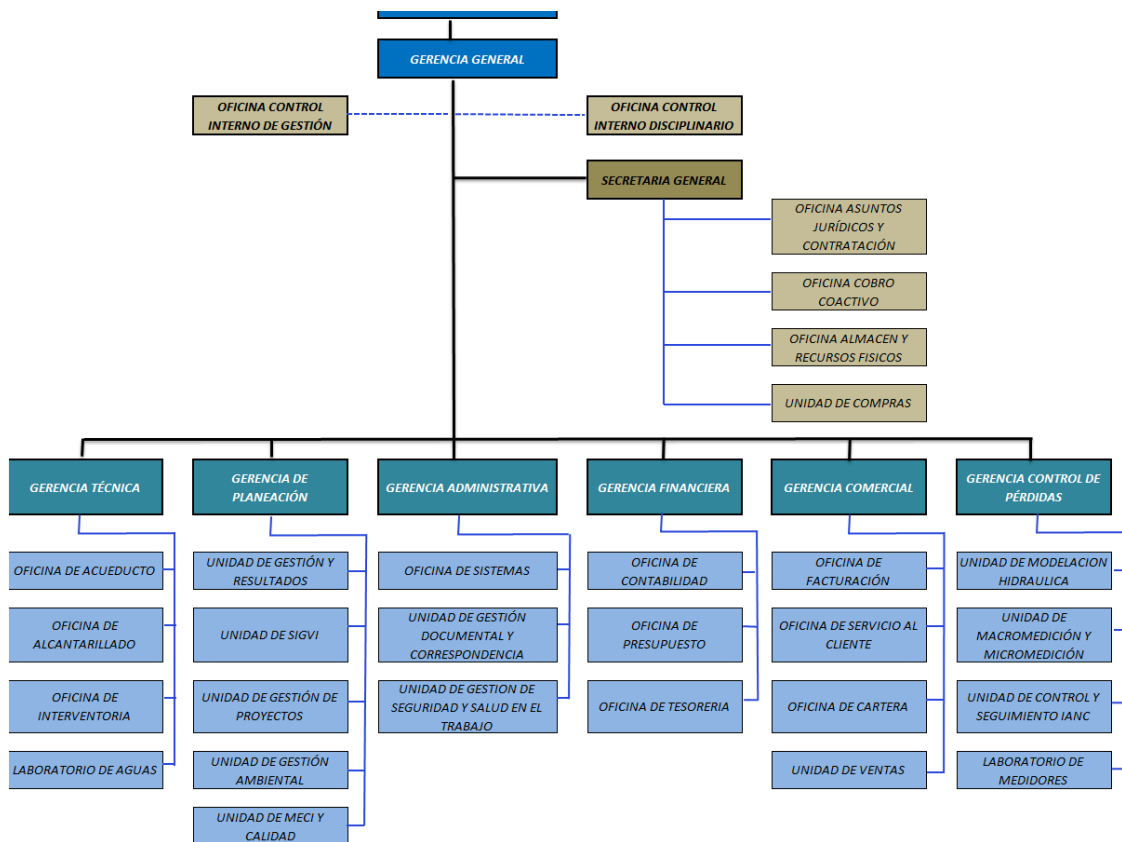 GERENCIA GENERAL
OFICINA CONTROL
INTERNO DE GESTIÓN
OFICINA CONTROL
INTERNO DISCIPLINARIO
SECRETARIA GENERAL
OFICINA ASUNTOS
JURÍDICOS Y
CONTRATACIÓN
OFICINA COBRO
COACTIVO
OFICINA ALMACEN Y
RECURSOS FISICOS
UNIDAD DE COMPRAS
GERENCIA TÉCNICA
GERENCIA DE
PLANEACIÓN
GERENCIA ADMINISTRATIVA
GERENCIA FINANCIERA
GERENCIA COMERCIAL
GERENCIA CONTROL DE
PÉRDIDAS
OFICINA DE ACUEDUCTO
OFICINA DE
ALCANTARILLADO
OFICINA DE
INTERVENTORIA
LABORATORIO DE AGUAS
UNIDAD DE GESTIÓN Y
RESULTADOS
UNIDAD DE SIGVI
UNIDAD DE GESTIÓN DE
PROYECTOS
UNIDAD DE GESTIÓN
AMBIENTAL
UNIDAD DE MECI Y
CALIDAD
OFICINA DE SISTEMAS
UNIDAD DE GESTIÓN
DOCUMENTAL Y
CORRESPONDENCIA
UNIDAD DE GESTION DE
SEGURIDAD Y SALUD EN EL
TRABAJO
OFICINA DE
CONTABILIDAD
OFICINA DE
PRESUPUESTO
OFICINA DE TESORERIA
OFICINA DE
FACTURACIÓN
OFICINA DE SERVICIO AL
CLIENTE
OFICINA DE CARTERA
UNIDAD DE VENTAS
UNIDAD DE MODELACION
HIDRAULICA
UNIDAD DE
MACROMEDICIÓN Y
MICROMEDICIÓN
UNIDAD DE CONTROL Y
SEGUIMIENTO IANC
LABORATORIO DE
MEDIDORES